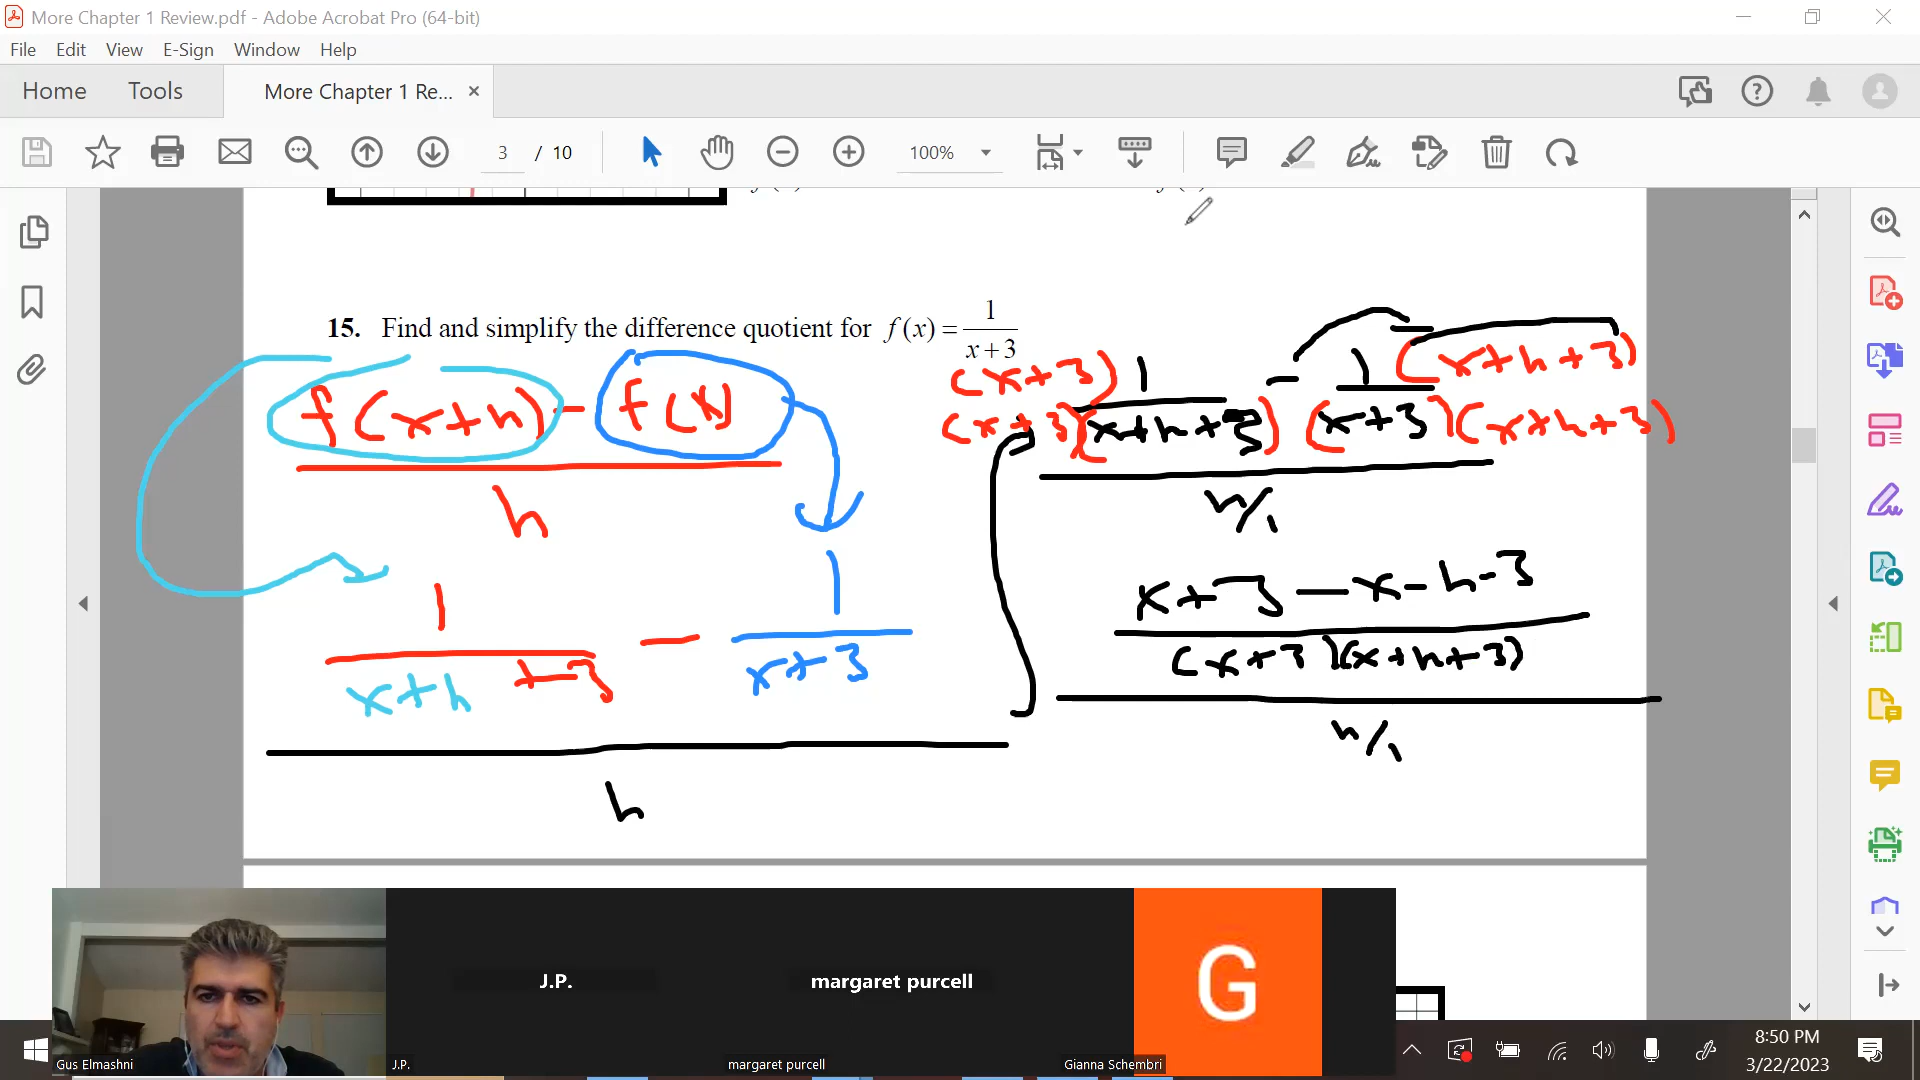 More Chapter 1 Review.pdf - Adobe Acrobat Pro (64-bit)
File Edit View E-Sign Window Help
Home Tools More Chapter 1 Re... ×
3 / 10 100%
15. Find and simplify the difference quotient for f(x) = 1/(x+3)
f(x+h) - f(x)
h
1 - 1
x+h +3 x+3
h
(x+3) 1 - 1 (x+h+3)
(x+3)(x+h+3) (x+3)(x+h+3)
h/1
x+3 - x-h-3
(x+3)(x+h+3)
h/1
J.P. margaret purcell G
Gus Elmashni J.P. margaret purcell Gianna Schembri
8:50 PM
3/22/2023